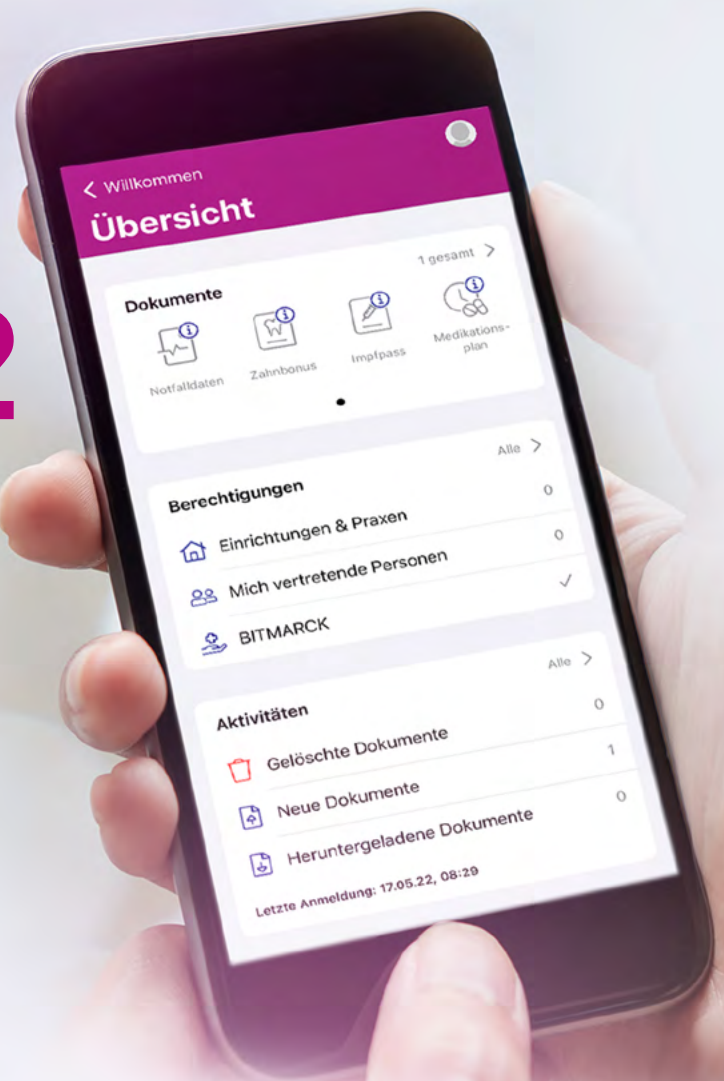 2
< Willkommen
Übersicht
Dokumente
1 gesamt >
Notfalldaten
Zahnbonus
Impfpass
Medikations-
plan
Berechtigungen
Alle >
Einrichtungen & Praxen
0
Mich vertretende Personen
0
BITMARCK
Aktivitäten
Alle >
Gelöschte Dokumente
0
Neue Dokumente
1
Heruntergeladene Dokumente
0
Letzte Anmeldung: 17.05.22, 08:29